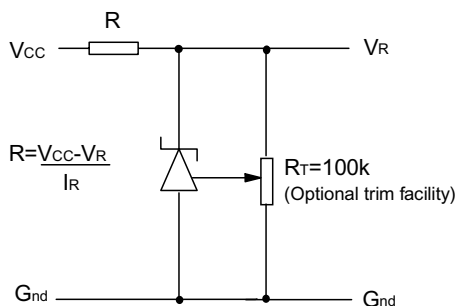 R
VCC VR
R=VCC-VR
IR
RT=100k
(Optional trim facility)
Gnd Gnd